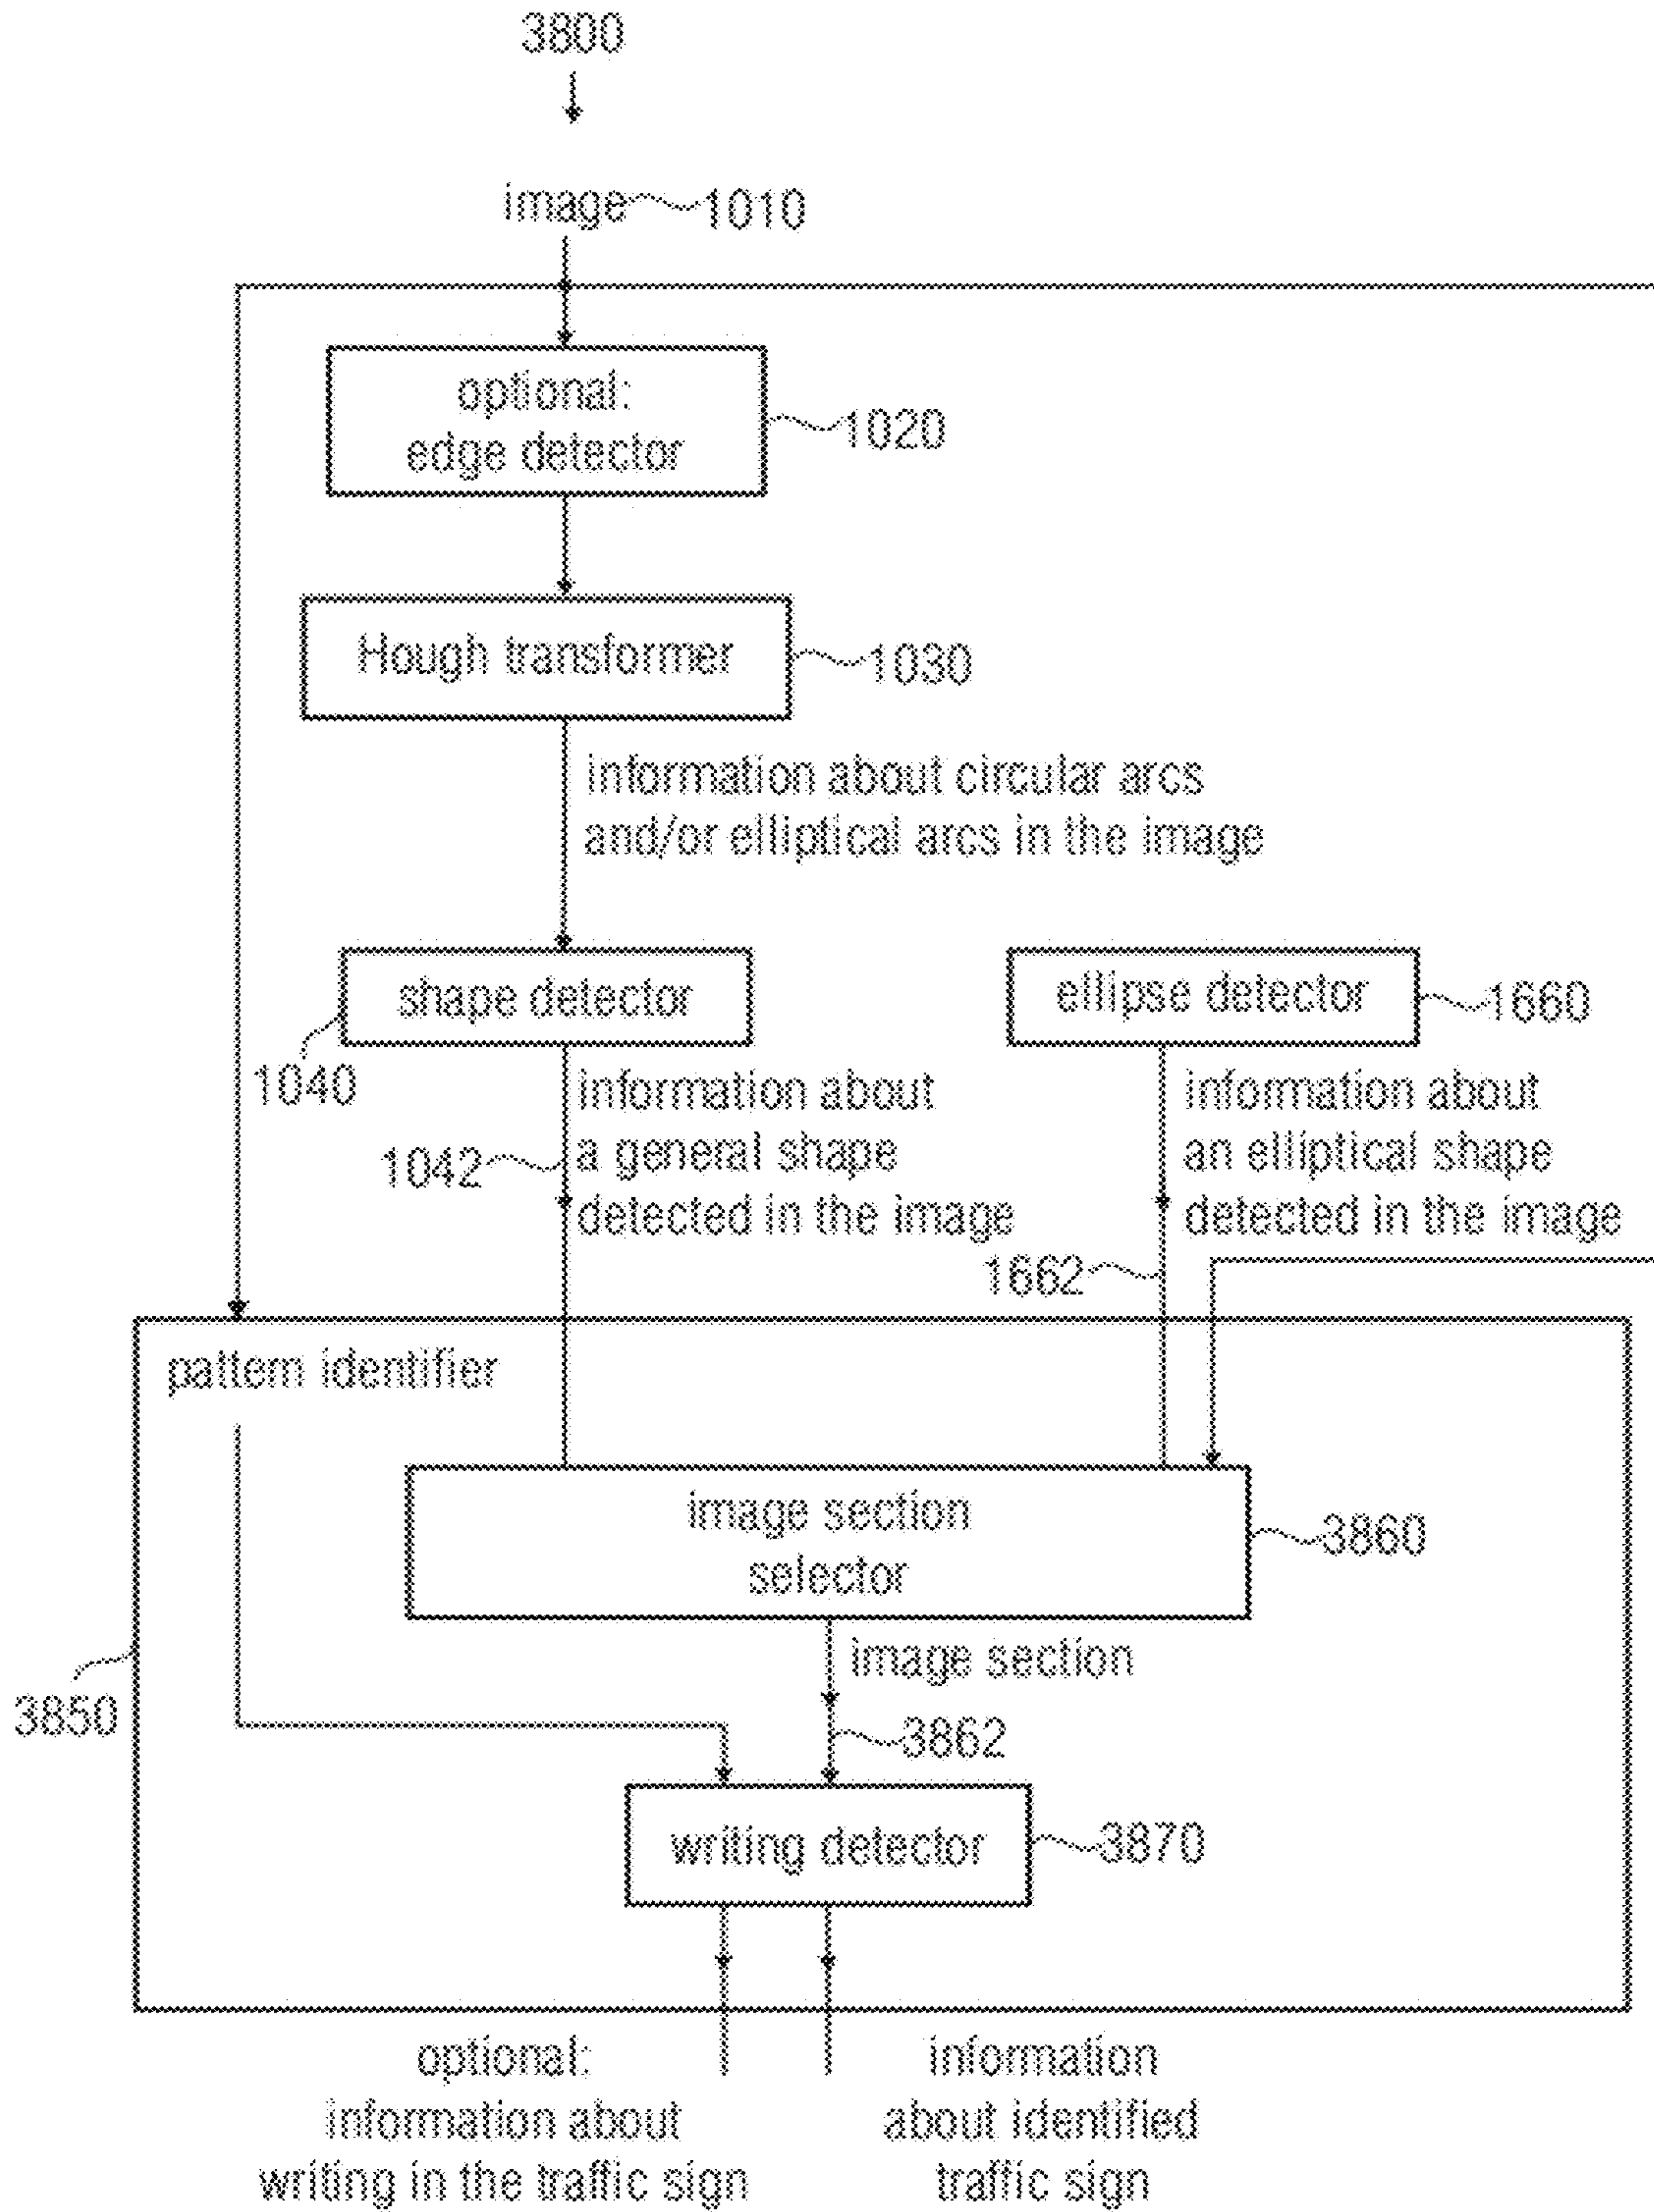 3800
image 1010
optional:
edge detector
1020
Hough transformer
1030
information about circular arcs
and/or elliptical arcs in the image
shape detector
1040
ellipse detector
1660
information about
a general shape
detected in the image
1042
information about
an elliptical shape
detected in the image
1662
pattern identifier
image section
selector
3860
image section
3850
3862
writing detector
3870
optional:
information about
writing in the traffic sign
information
about identified
traffic sign